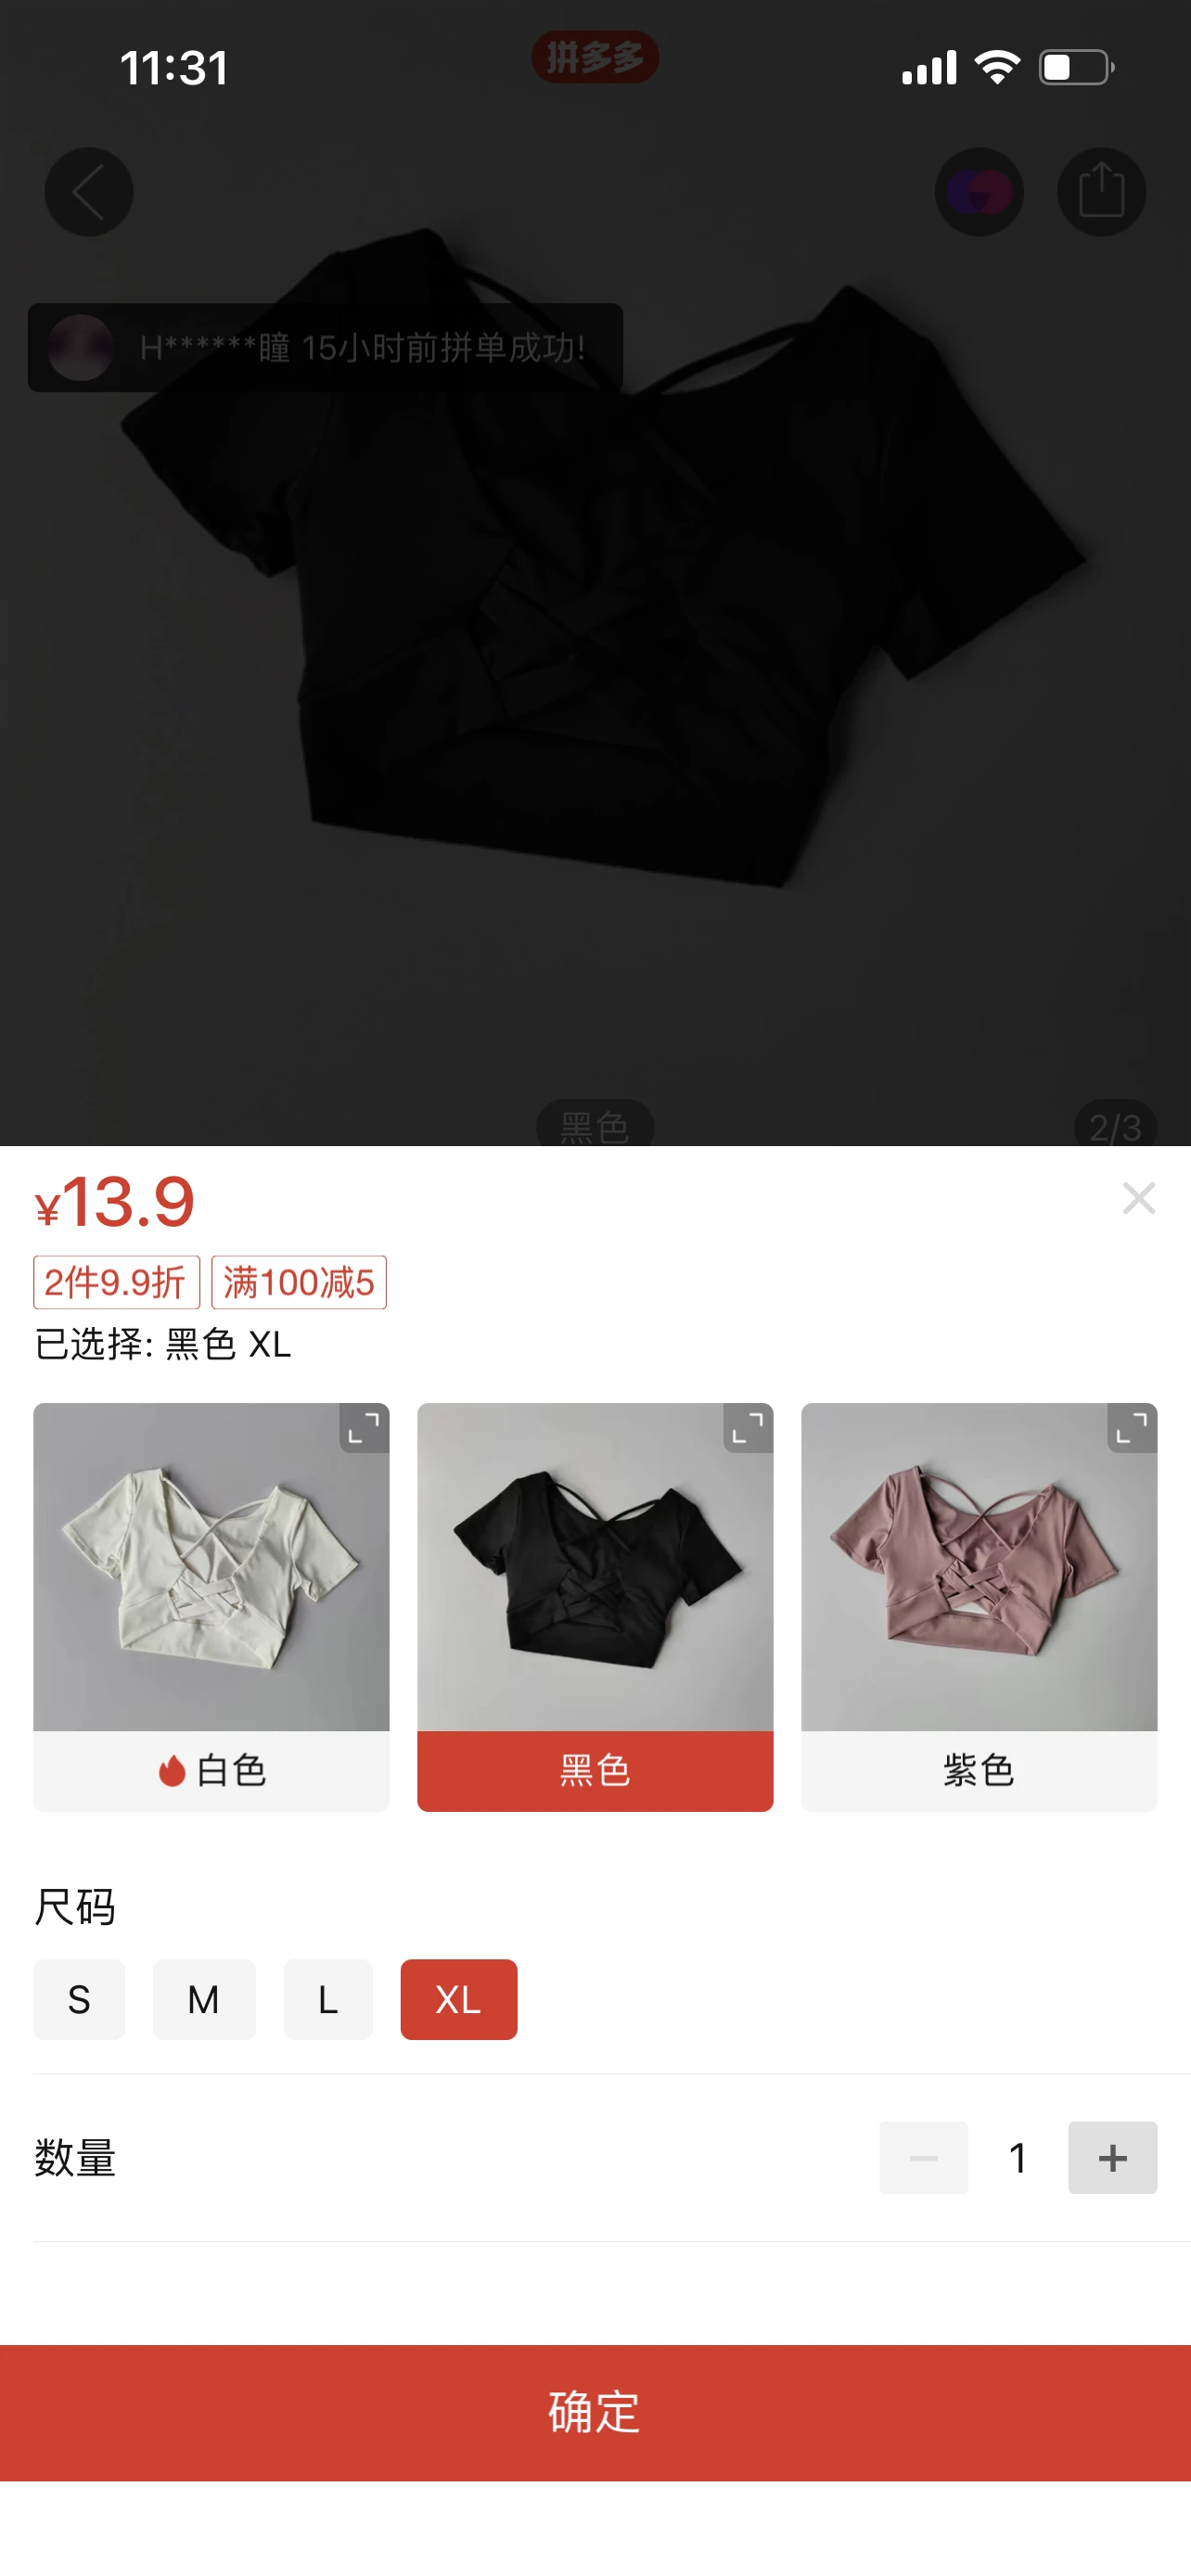 11:31
拼多多
H******瞳 15小时前拼单成功!
黑色
2/3
¥13.9
2件9.9折 满100减5
已选择: 黑色 XL
白色
黑色
紫色
尺码
S M L XL
数量
1
确定